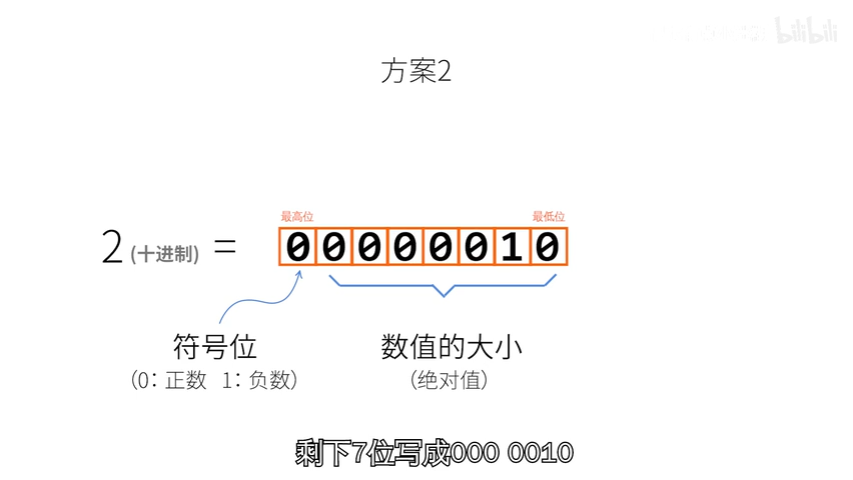 bilibili
方案2
最高位 最低位
2 (十进制) = 0 0 0 0 0 0 1 0
符号位 数值的大小
(0：正数 1：负数) (绝对值)
剩下7位写成000 0010